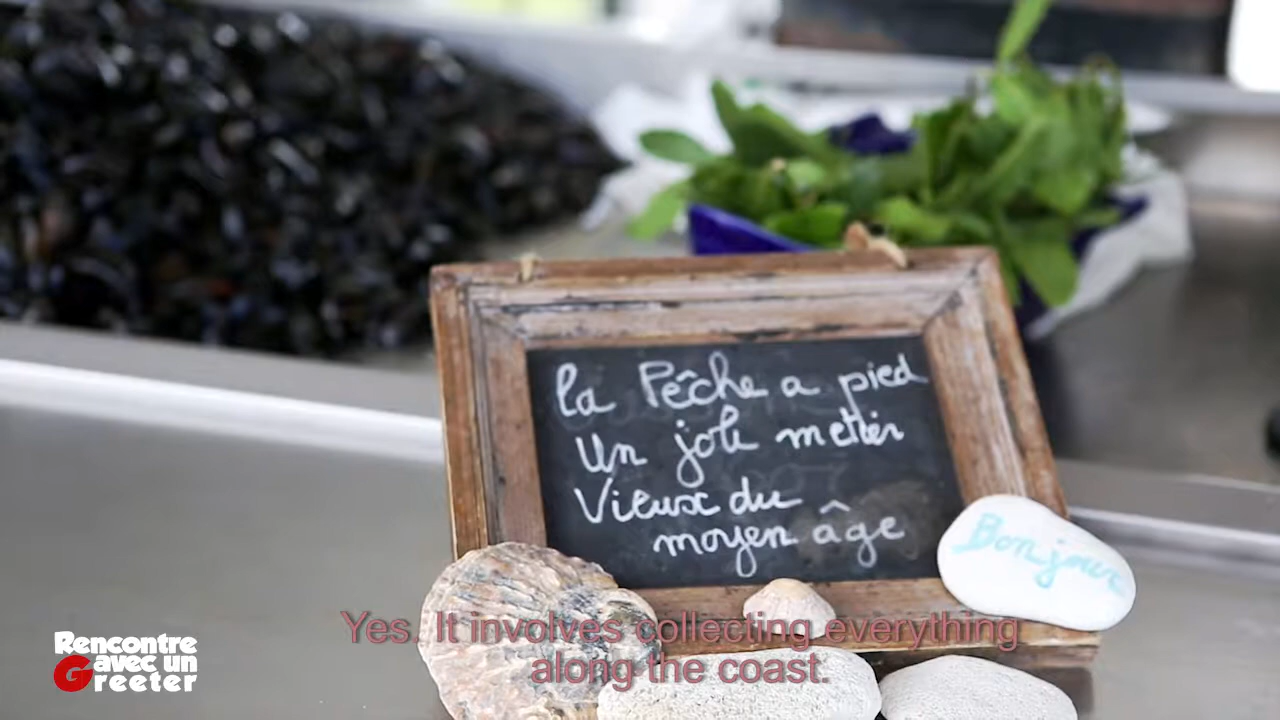 la Pêche a pied
Un joli métier
Vieux du
moyen âge
Bonjour
Yes. It involves collecting everything
along the coast.
Rencontre
avec un
Greeter